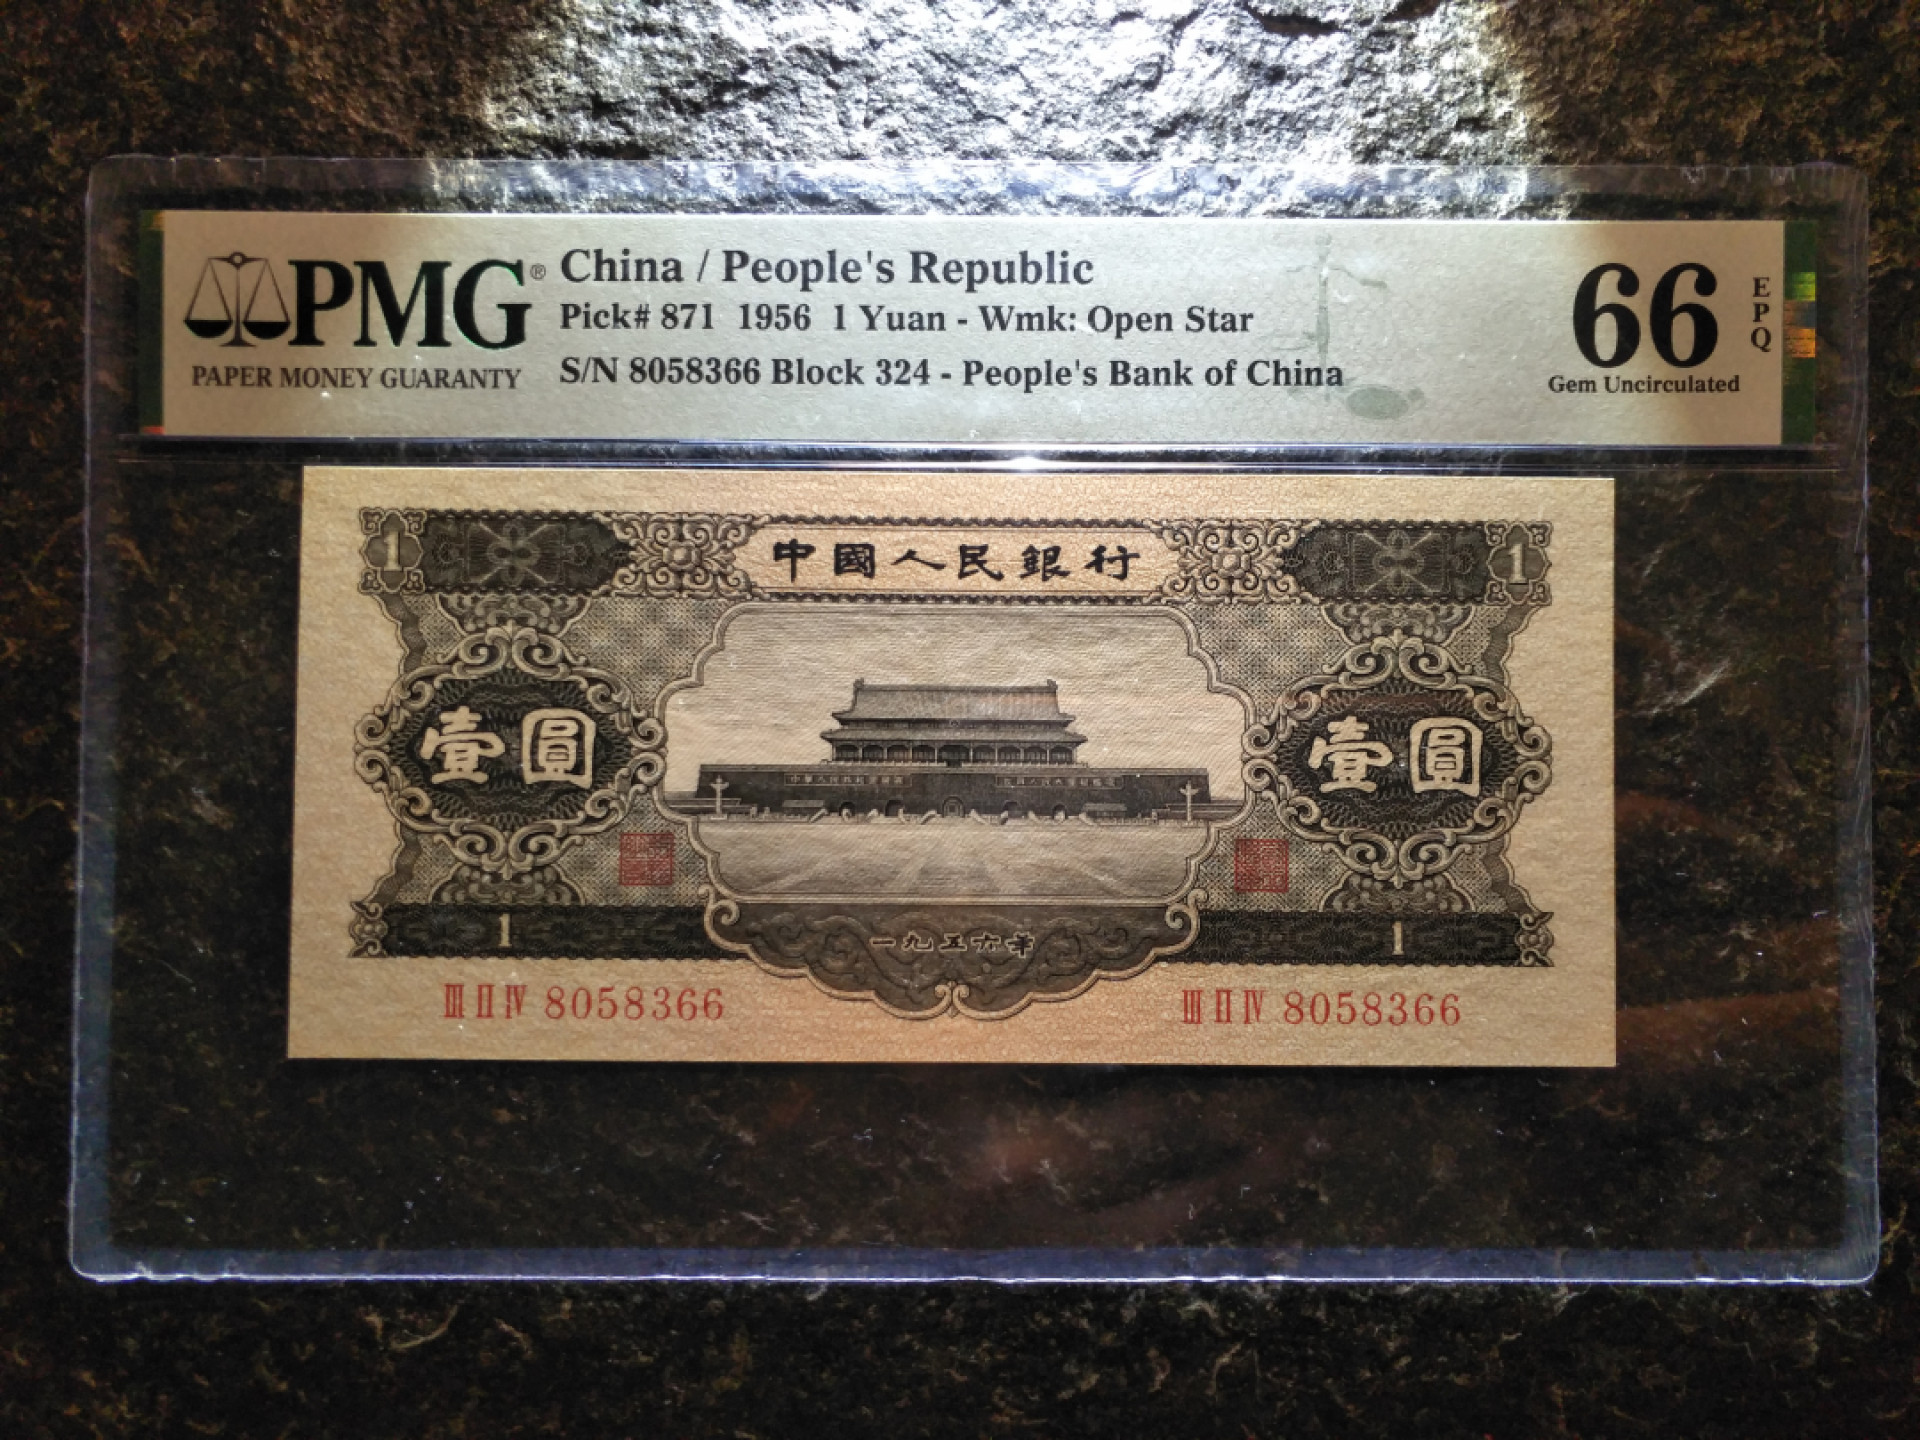 PMG®
PAPER MONEY GUARANTY
China / People's Republic
Pick# 871 1956 1 Yuan - Wmk: Open Star
S/N 8058366 Block 324 - People's Bank of China
66 EPQ
Gem Uncirculated
1 中國人民銀行 1
壹圓 壹圓
1 一九五六年 1
Ⅲ Ⅱ Ⅳ 8058366 Ⅲ Ⅱ Ⅳ 8058366